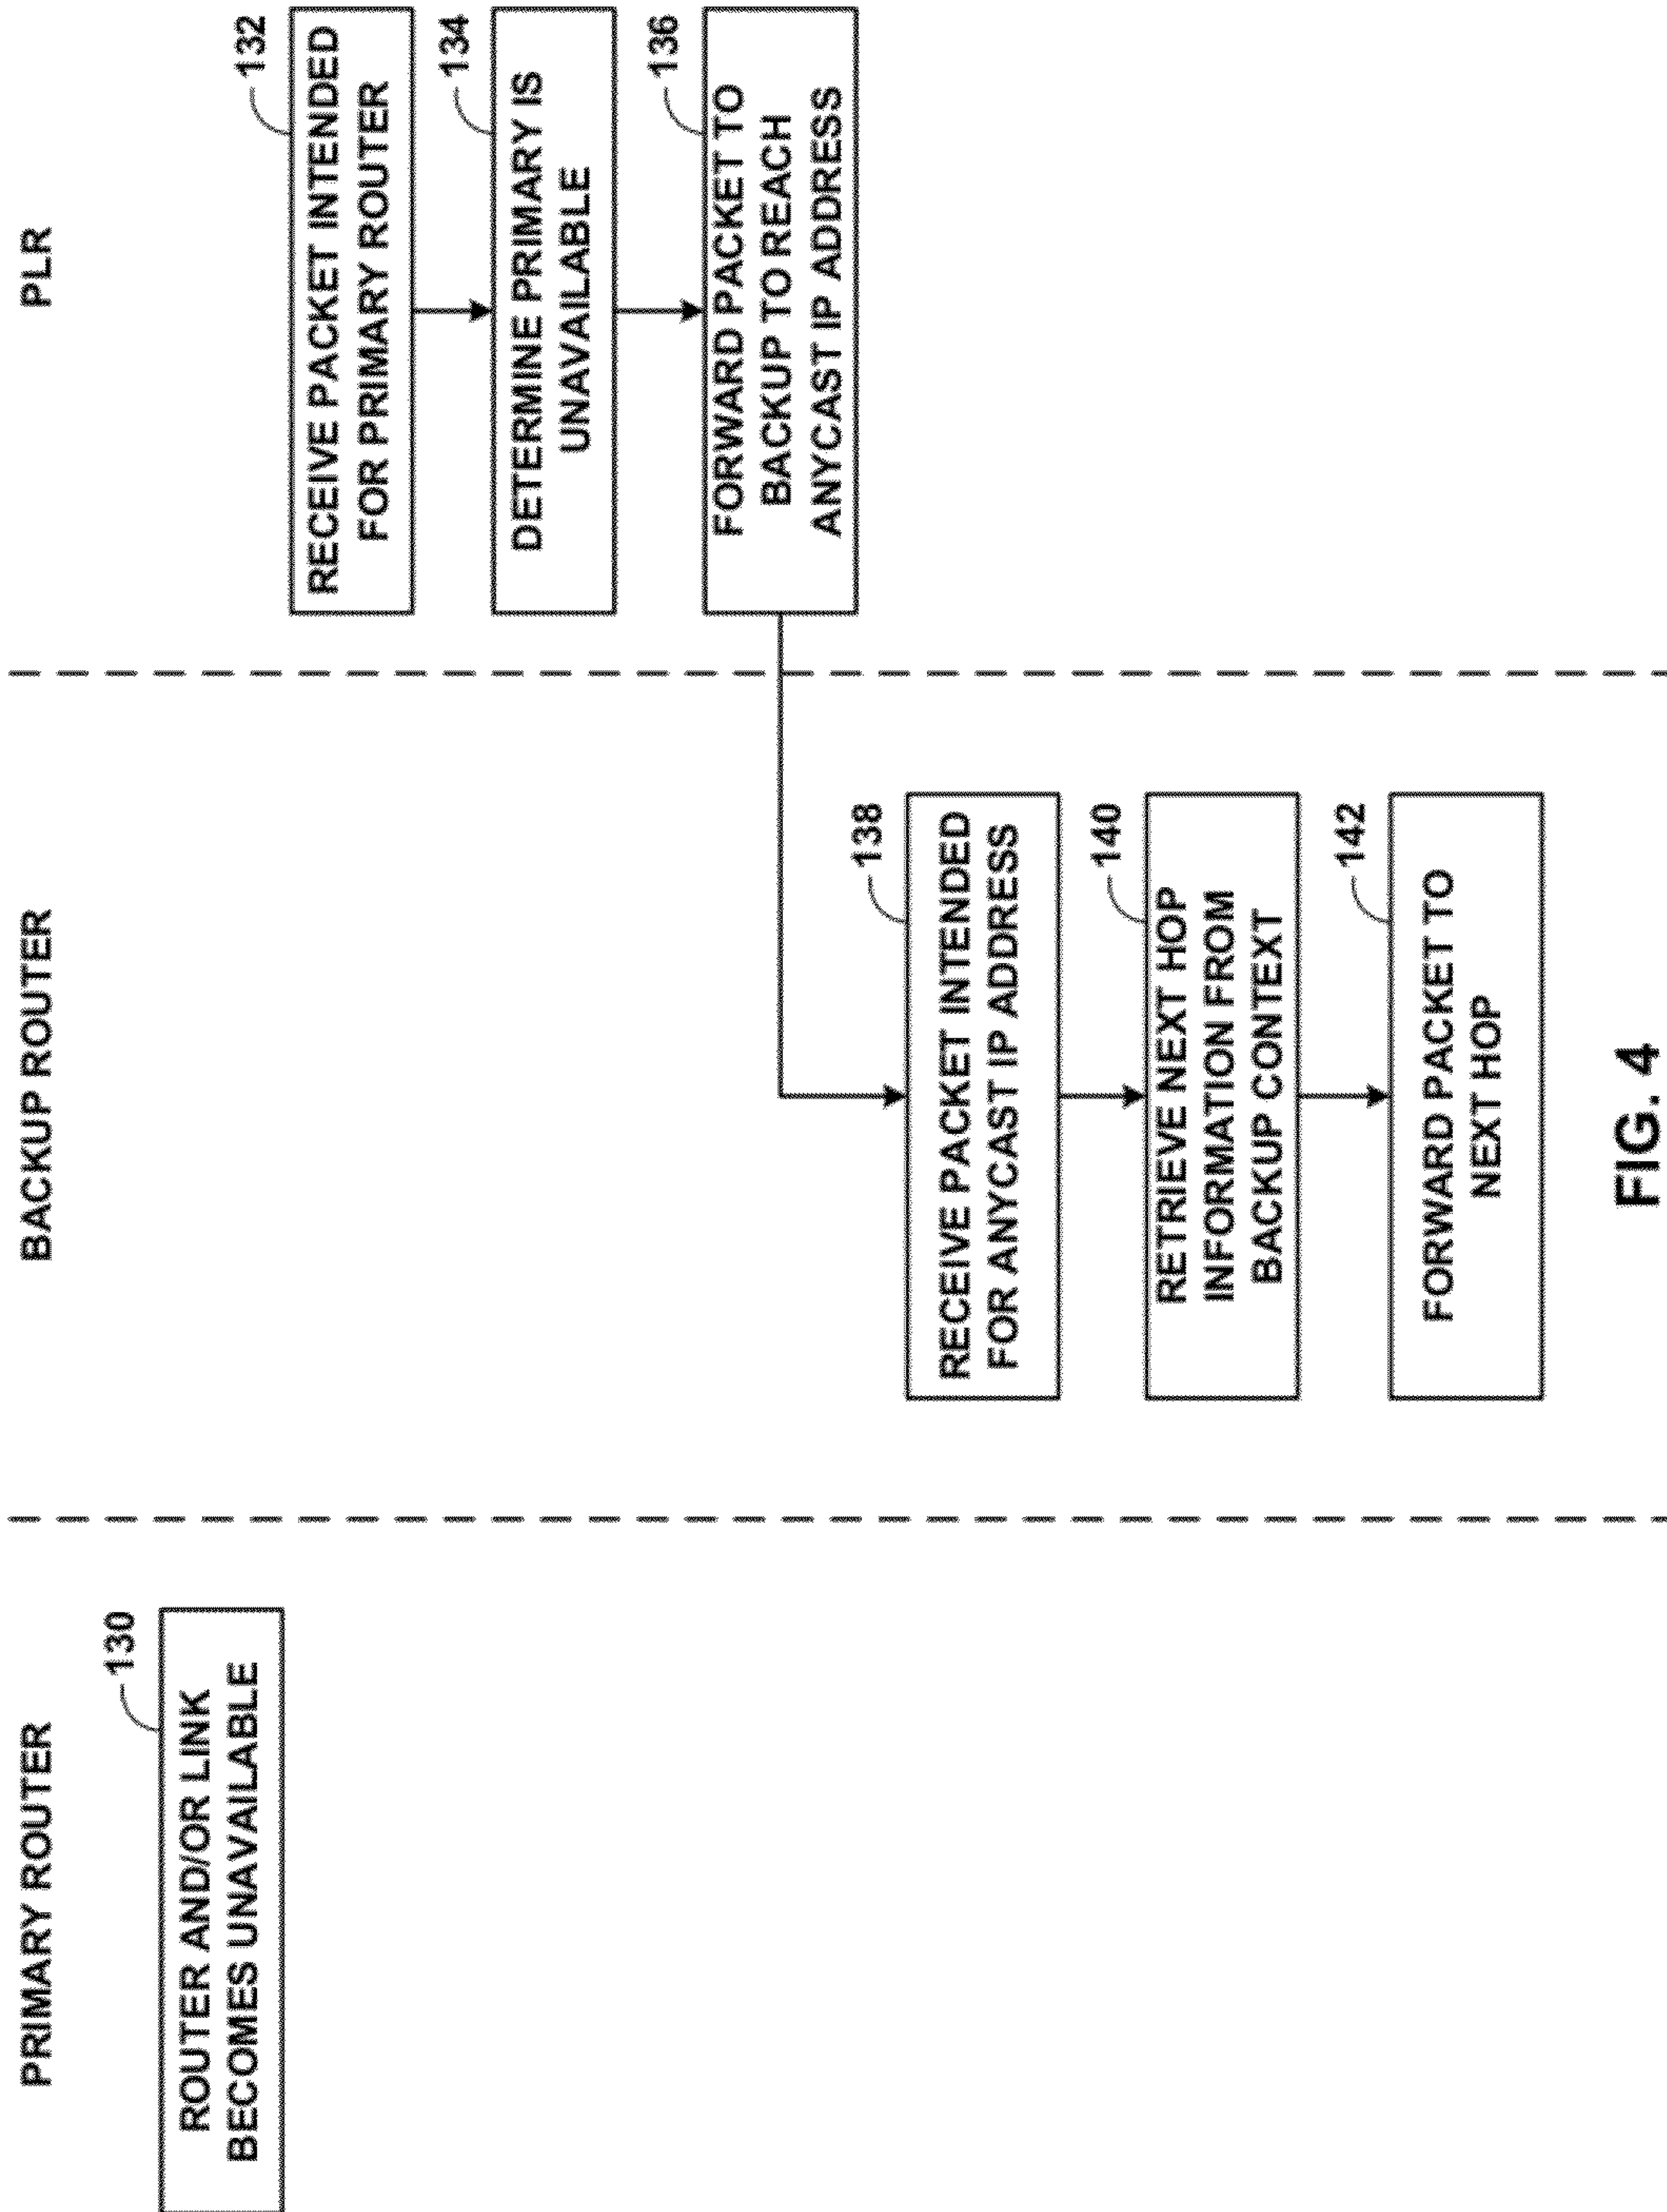 PRIMARY ROUTER
BACKUP ROUTER
PLR
130
ROUTER AND/OR LINK
BECOMES UNAVAILABLE
132
RECEIVE PACKET INTENDED
FOR PRIMARY ROUTER
134
DETERMINE PRIMARY IS
UNAVAILABLE
136
FORWARD PACKET TO
BACKUP TO REACH
ANYCAST IP ADDRESS
138
RECEIVE PACKET INTENDED
FOR ANYCAST IP ADDRESS
140
RETRIEVE NEXT HOP
INFORMATION FROM
BACKUP CONTEXT
142
FORWARD PACKET TO
NEXT HOP
FIG. 4